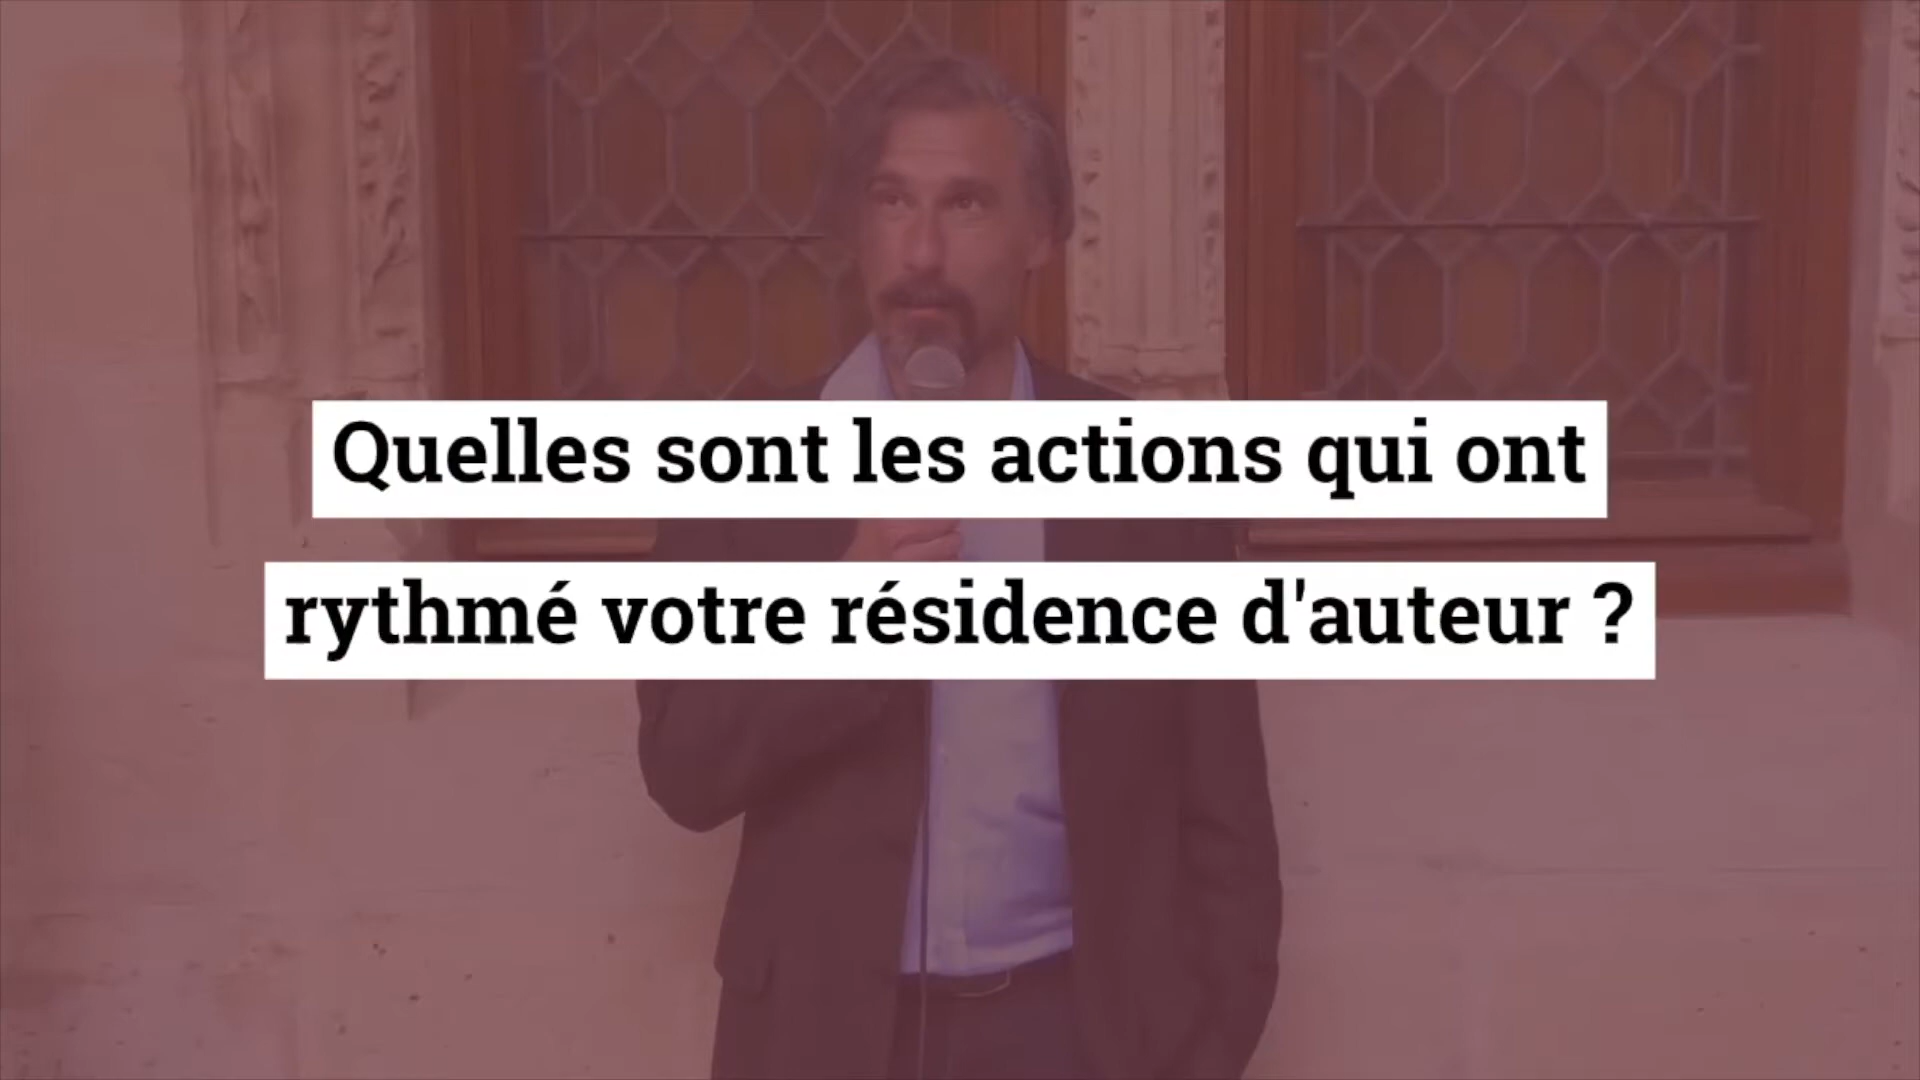 Quelles sont les actions qui ont
rythmé votre résidence d'auteur ?